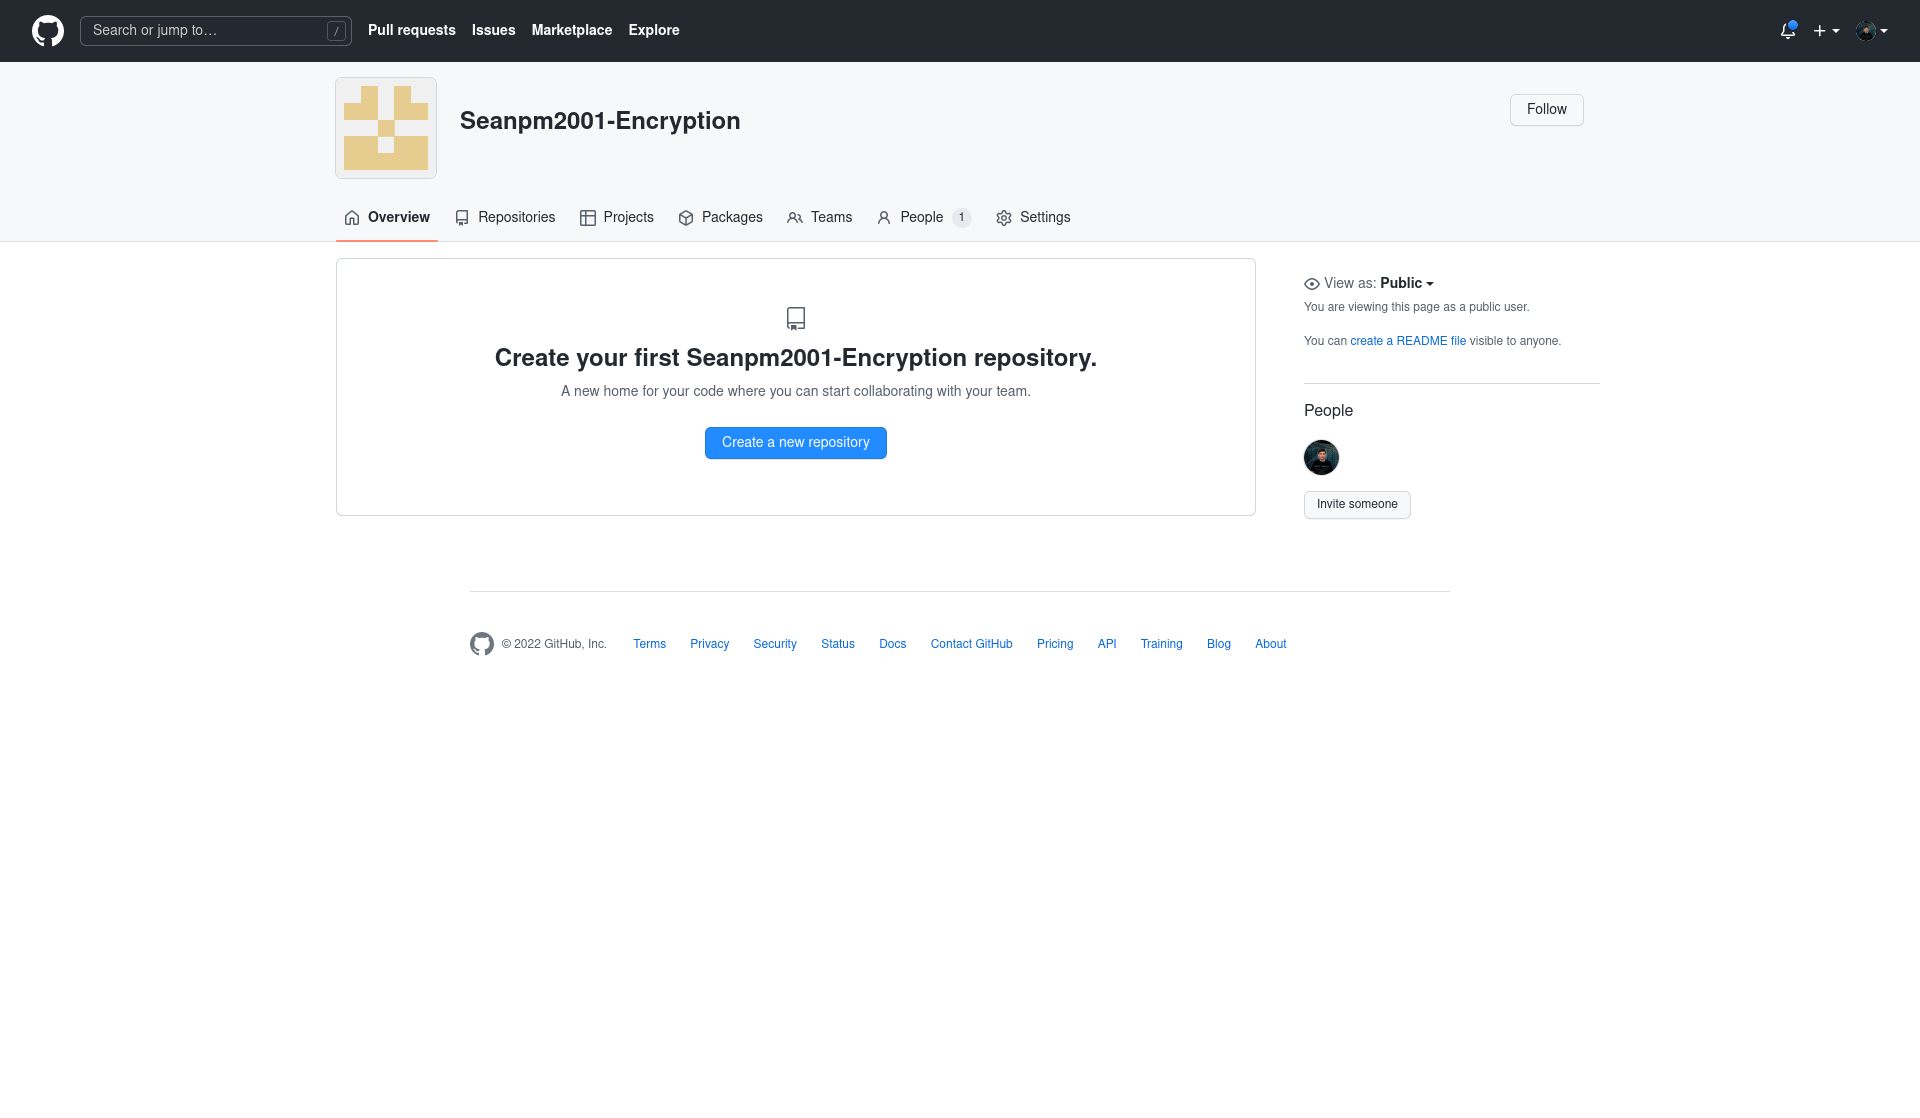 Search or jump to… / Pull requests Issues Marketplace Explore
Seanpm2001-Encryption
Follow
Overview Repositories Projects Packages Teams People 1 Settings
Create your first Seanpm2001-Encryption repository.
A new home for your code where you can start collaborating with your team.
Create a new repository
View as: Public
You are viewing this page as a public user.
You can create a README file visible to anyone.
People
Invite someone
© 2022 GitHub, Inc. Terms Privacy Security Status Docs Contact GitHub Pricing API Training Blog About